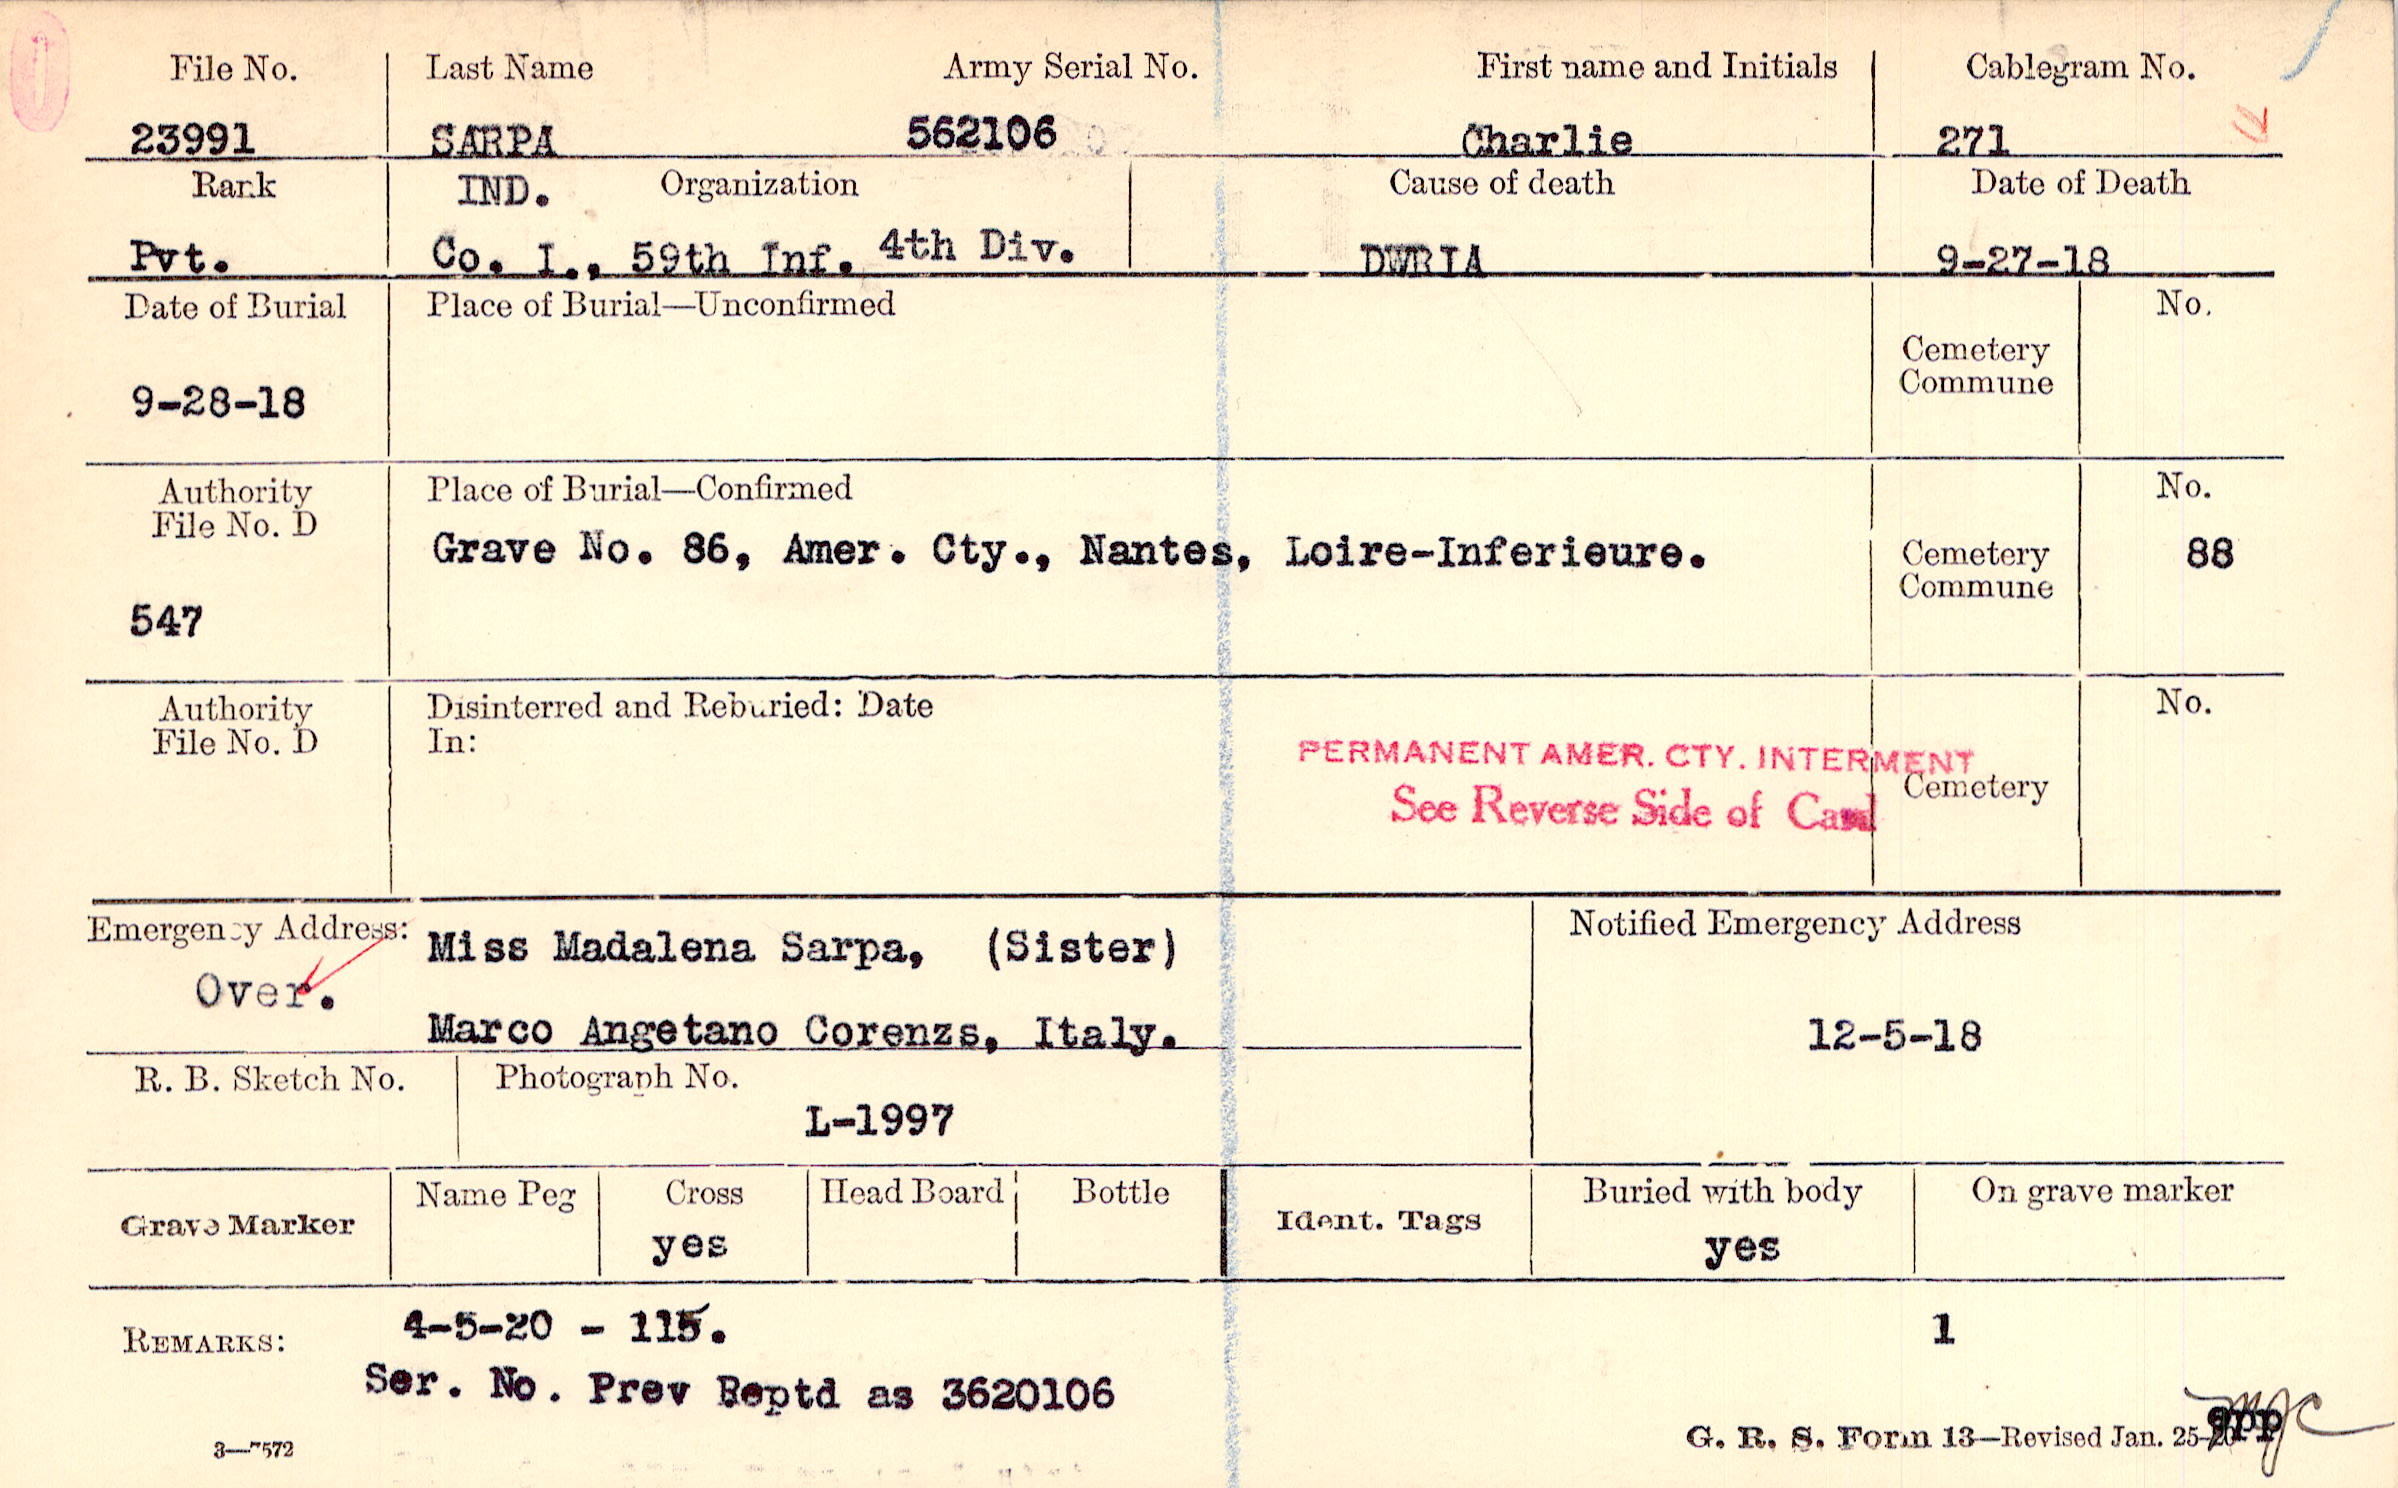 File No. Last Name Army Serial No. First name and Initials Cablegram No.
23991 SARPA 562106 Charlie 271
Rank IND. Organization Cause of death Date of Death
Pvt. Co. I., 59th Inf. 4th Div. DWRIA 9-27-18
Date of Burial Place of Burial—Unconfirmed No.
Cemetery
Commune
9-28-18
Authority Place of Burial—Confirmed No.
File No. D
Grave No. 86, Amer. Cty., Nantes, Loire-Inferieure. Cemetery 88
Commune
547
Authority Disinterred and Reburied: Date No.
File No. D In:
PERMANENT AMER. CTY. INTERMENT
Cemetery
See Reverse Side of Card
Emergency Address: Miss Madalena Sarpa, (Sister) Notified Emergency Address
Over.
Marco Angetano Corenzs, Italy. 12-5-18
R. B. Sketch No. Photograph No.
L-1997
Grave Marker Name Peg Cross Head Board Bottle Ident. Tags Buried with body On grave marker
yes yes
REMARKS: 4-5-20 - 115. 1
Ser. No. Prev Reptd as 3620106
3—7572 G. R. S. Form 13—Revised Jan. 25-